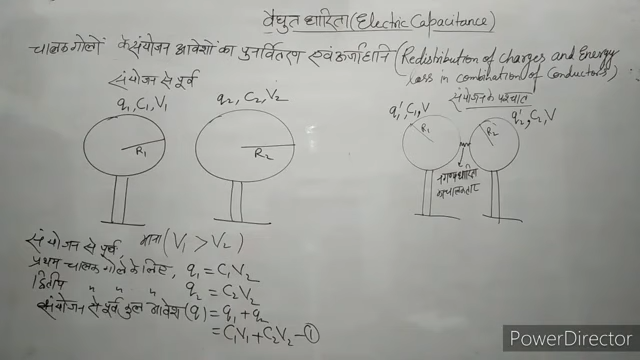 वैद्युत धारिता (Electric Capacitance)
चालक गोलों के संयोजन आवेशों का पुनर्वितरण एवं ऊर्जा हानि (Redistribution of Charges and Energy
loss in combination of Conductors)
संयोजन से पूर्व
संयोजन के पश्चात
q₁, C₁, V₁
q₂, C₂, V₂
q₁', C₁, V
q₂', C₂, V
R₁
R₂
R₁
R₂
संयोजन से पूर्व, माना (V₁ > V₂)
प्रथम चालक गोले के लिए, q₁ = C₁V₂
द्वितीय " " " q₂ = C₂V₂
संयोजन से पूर्व कुल आवेश (q) = q₁ + q₂
= C₁V₁ + C₂V₂ – ①
PowerDirector